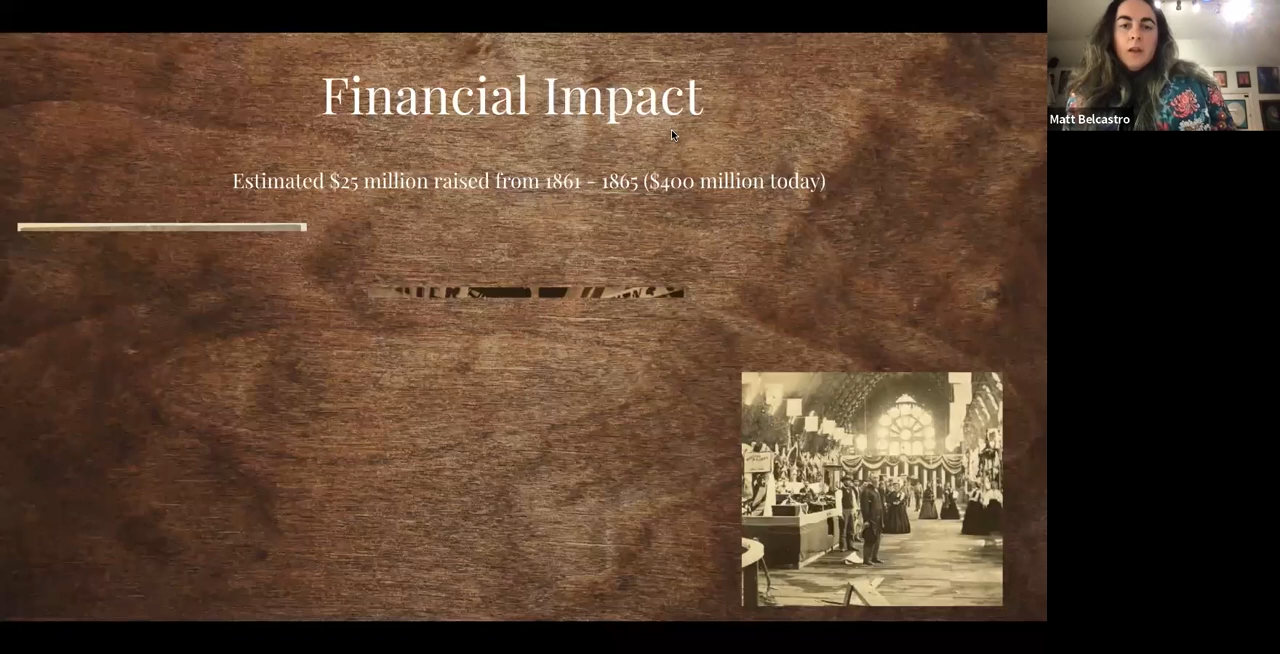 Financial Impact
Estimated $25 million raised from 1861 - 1865 ($400 million today)
Matt Belcastro